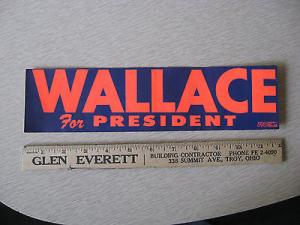 WALLACE
For PRESIDENT
GLEN EVERETT
BUILDING CONTRACTOR PHONE FE 2-4090
338 SUMMIT AVE., TROY, OHIO